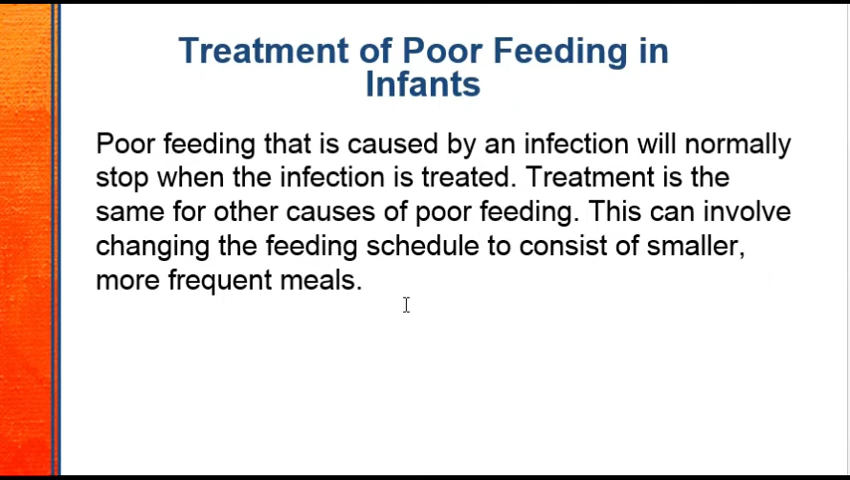 Treatment of Poor Feeding in
Infants
Poor feeding that is caused by an infection will normally
stop when the infection is treated. Treatment is the
same for other causes of poor feeding. This can involve
changing the feeding schedule to consist of smaller,
more frequent meals.